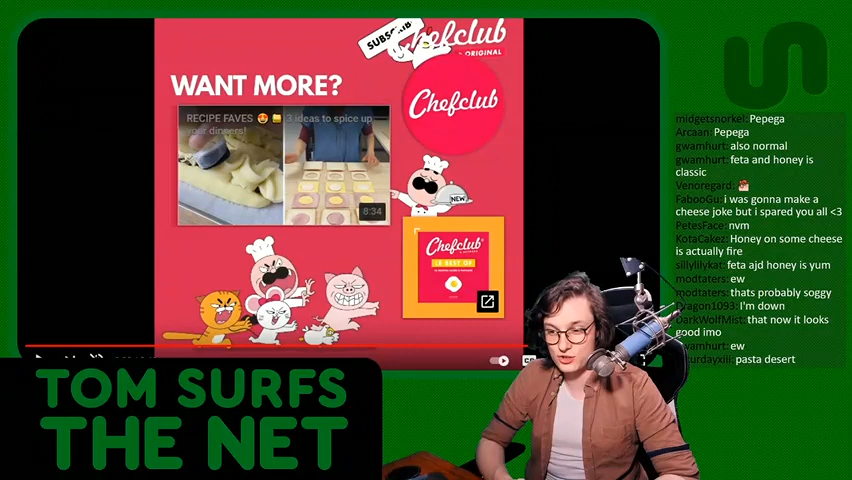 SUBSCRIBE
Chefclub
ORIGINAL
WANT MORE?
Chefclub
RECIPE FAVES 🤩 3 ideas to spice up
your dinners!
8:34
NEW
Chefclub
LE BEST OF
TOM SURFS
THE NET
midgetsnorkel: Pepega
Arcaan: Pepega
gwamhurt: also normal
gwamhurt: feta and honey is
classic
Venoregard:
FabooGu: i was gonna make a
cheese joke but i spared you all <3
PetesFace: nvm
KotaCakez: Honey on some cheese
is actually fire
sillylilykat: feta ajd honey is yum
modtaters: ew
modtaters: thats probably soggy
Dragon1093: I'm down
DarkWolfMist: that now it looks
good imo
gwamhurt: ew
pasta desert